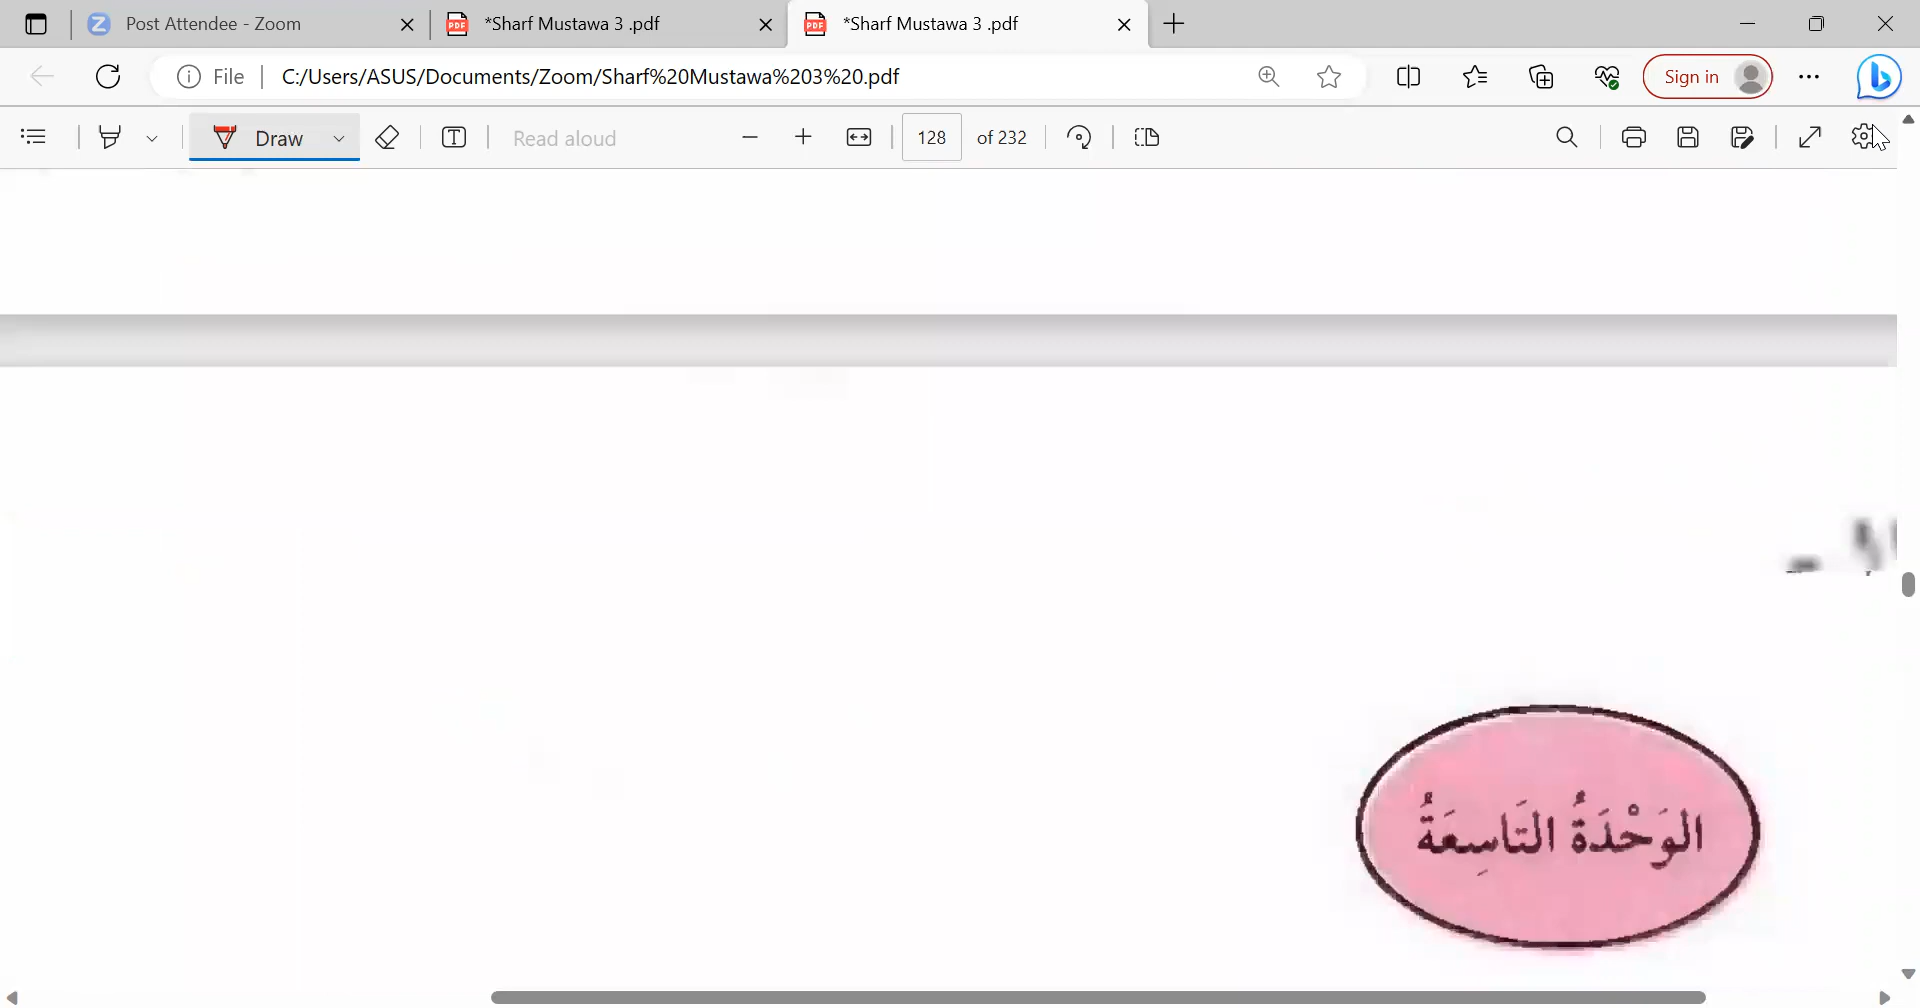 Post Attendee - Zoom
*Sharf Mustawa 3 .pdf
*Sharf Mustawa 3 .pdf
File
C:/Users/ASUS/Documents/Zoom/Sharf%20Mustawa%203%20.pdf
Sign in
Draw
Read aloud
128 of 232
الوَحْدَةُ التَاسِعَةُ